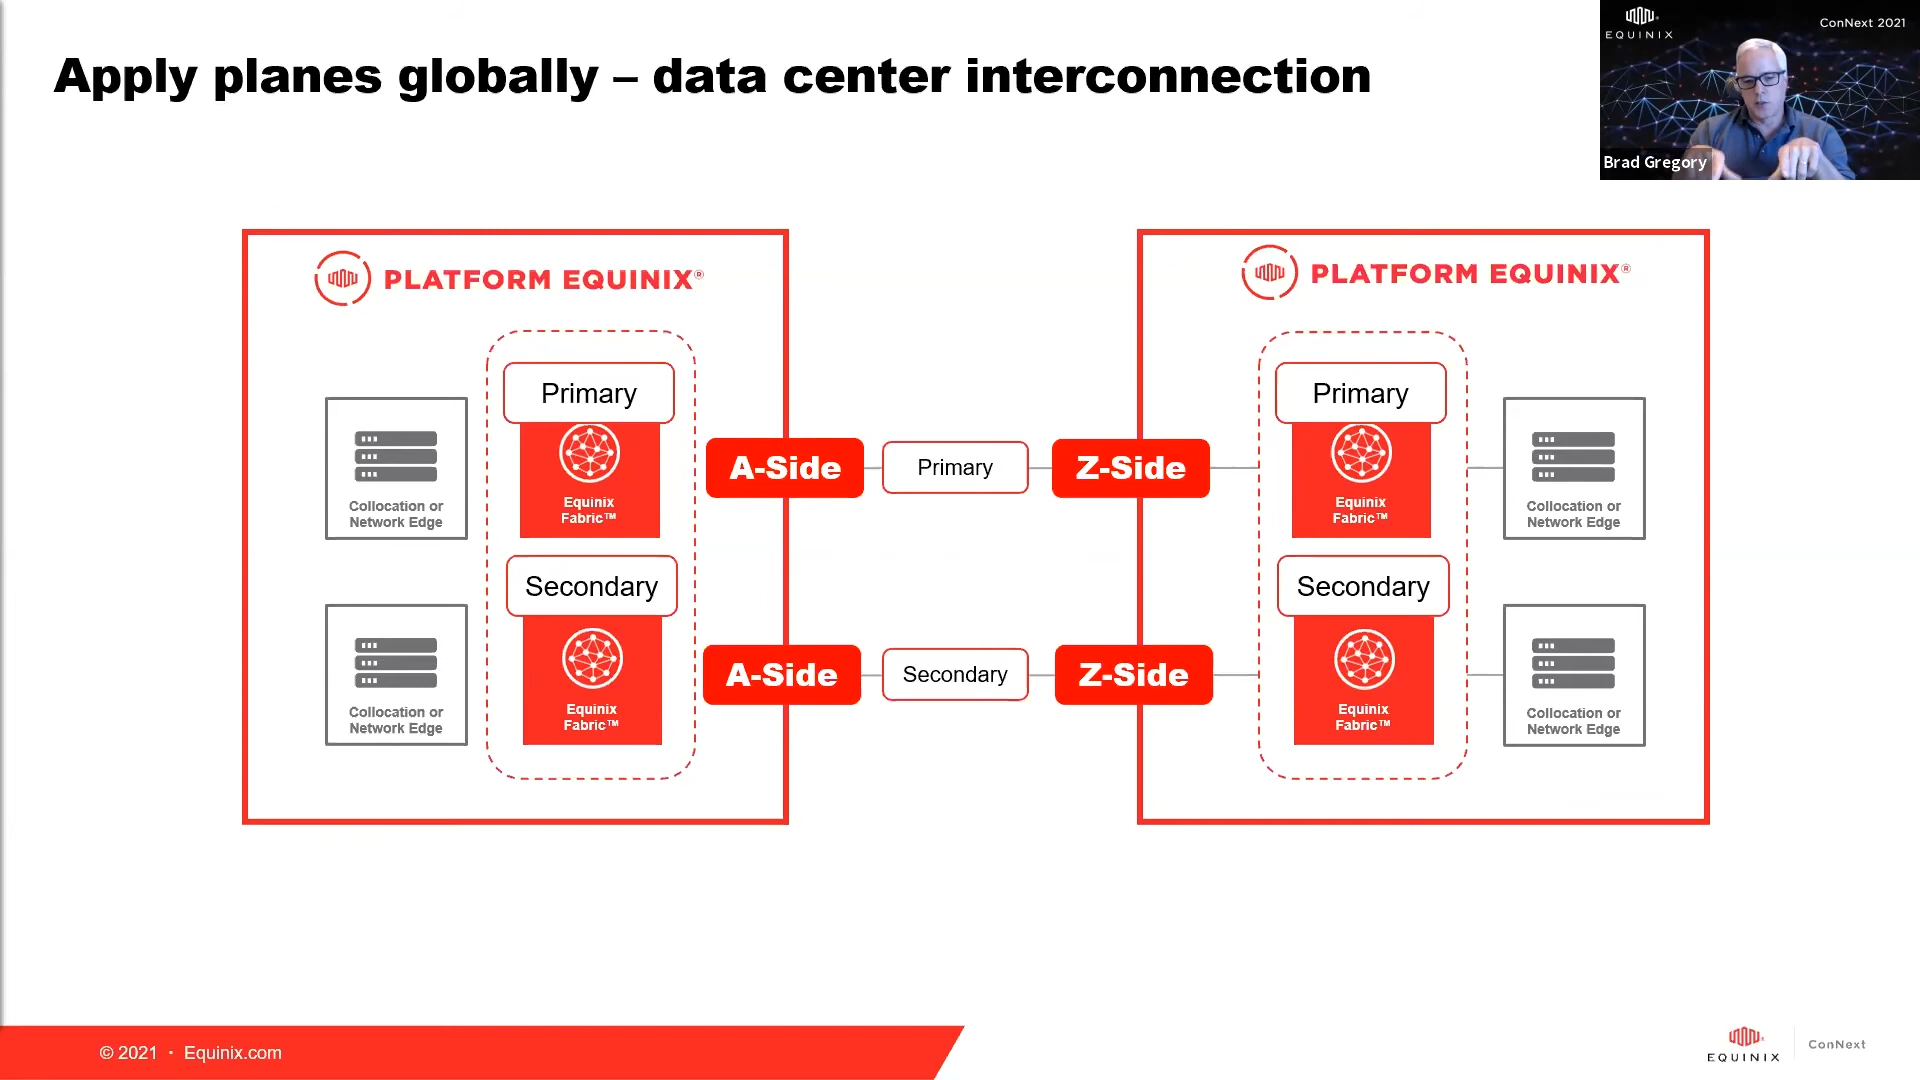 Apply planes globally – data center interconnection
EQUINIX
ConNext 2021
Brad Gregory
PLATFORM EQUINIX®
Primary
Equinix
Fabric™
Collocation or
Network Edge
Secondary
Equinix
Fabric™
Collocation or
Network Edge
A-Side
Primary
Z-Side
A-Side
Secondary
Z-Side
PLATFORM EQUINIX®
Primary
Equinix
Fabric™
Collocation or
Network Edge
Secondary
Equinix
Fabric™
Collocation or
Network Edge
© 2021 · Equinix.com
EQUINIX
ConNext